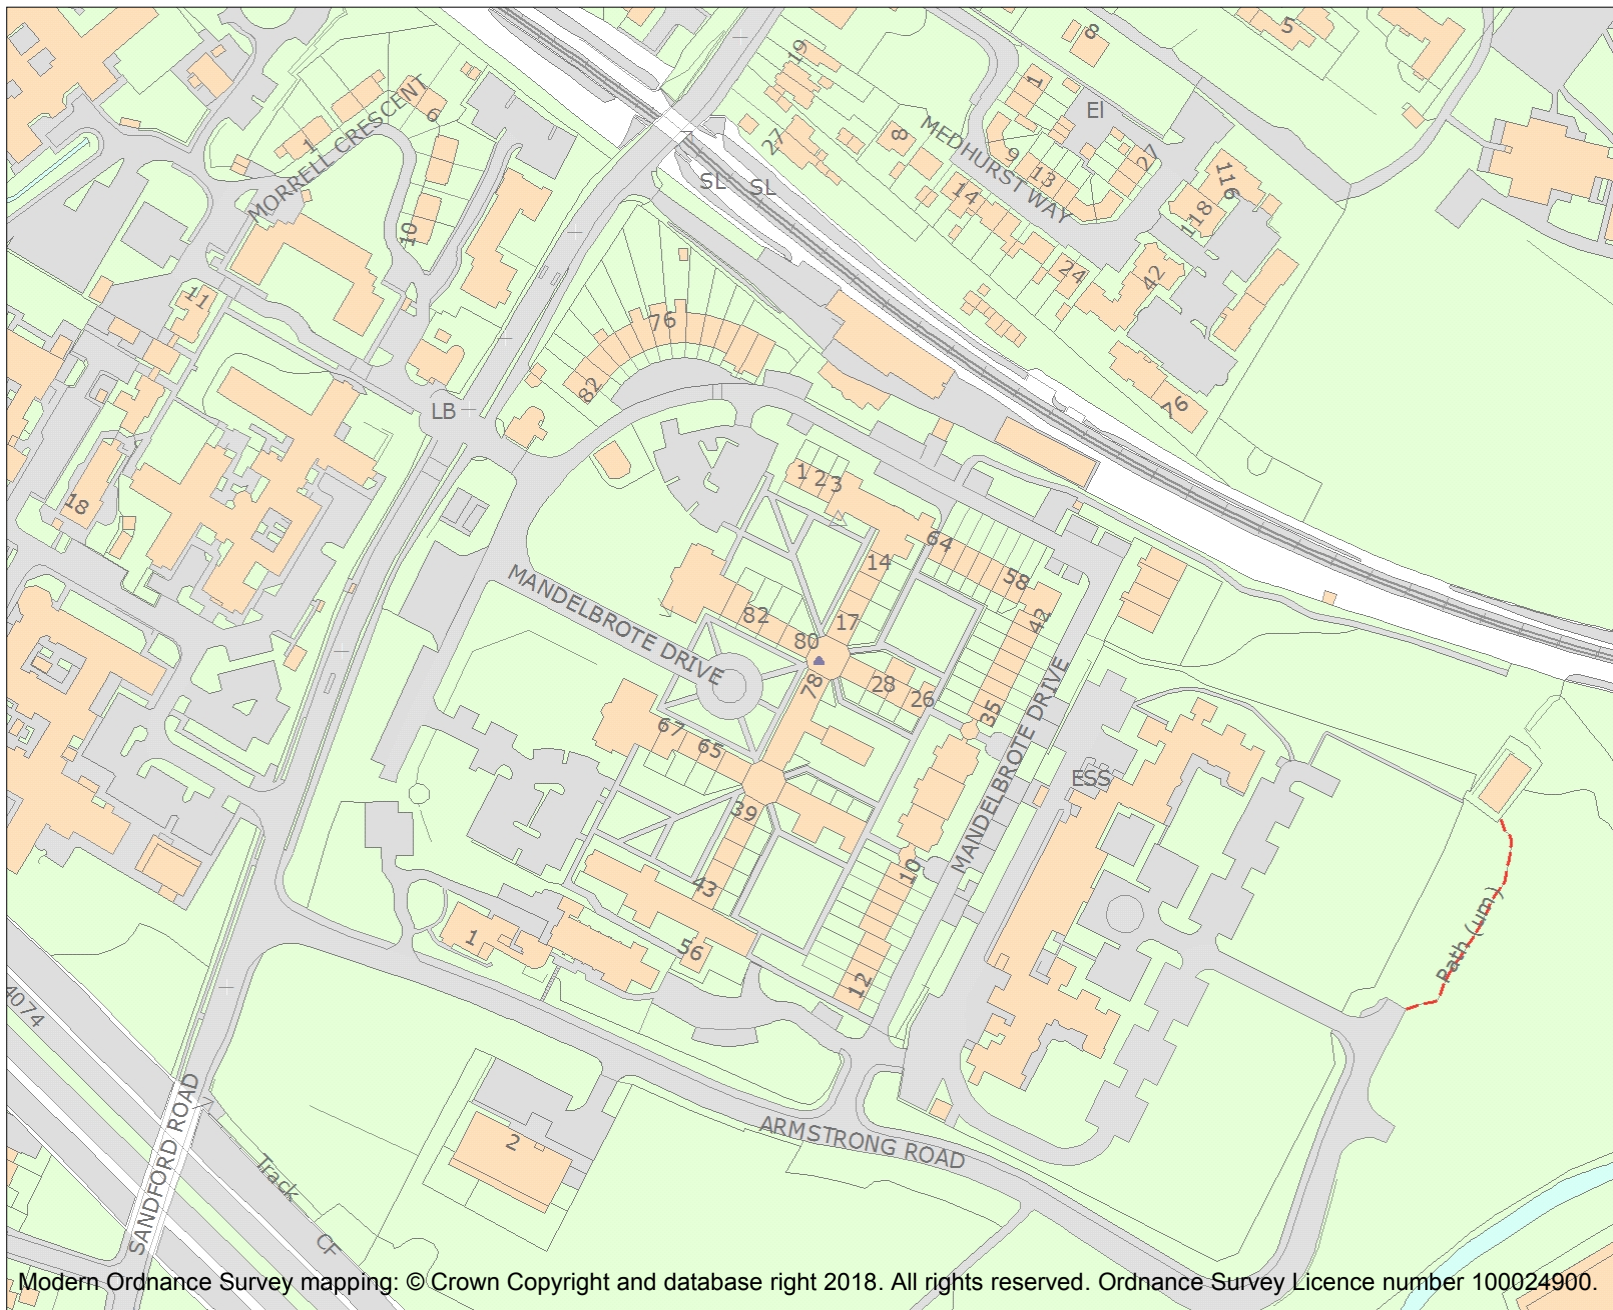 19
8
5
1
El
MORRELL CRESCENT
6
1
27
8
MEDHURST WAY
9
13
27
116
118
14
SL
SL
10
24
42
11
76
82
76
LB
18
1 2 3
64
14
58
42
MANDELBROTE DRIVE
82
80
17
78
28
26
35
67
65
MANDELBROTE DRIVE
ESS
39
43
10
56
1
12
Path (um)
4074
SANDFORD ROAD
2
ARMSTRONG ROAD
Track
CF
Modern Ordnance Survey mapping: © Crown Copyright and database right 2018. All rights reserved. Ordnance Survey Licence number 100024900.